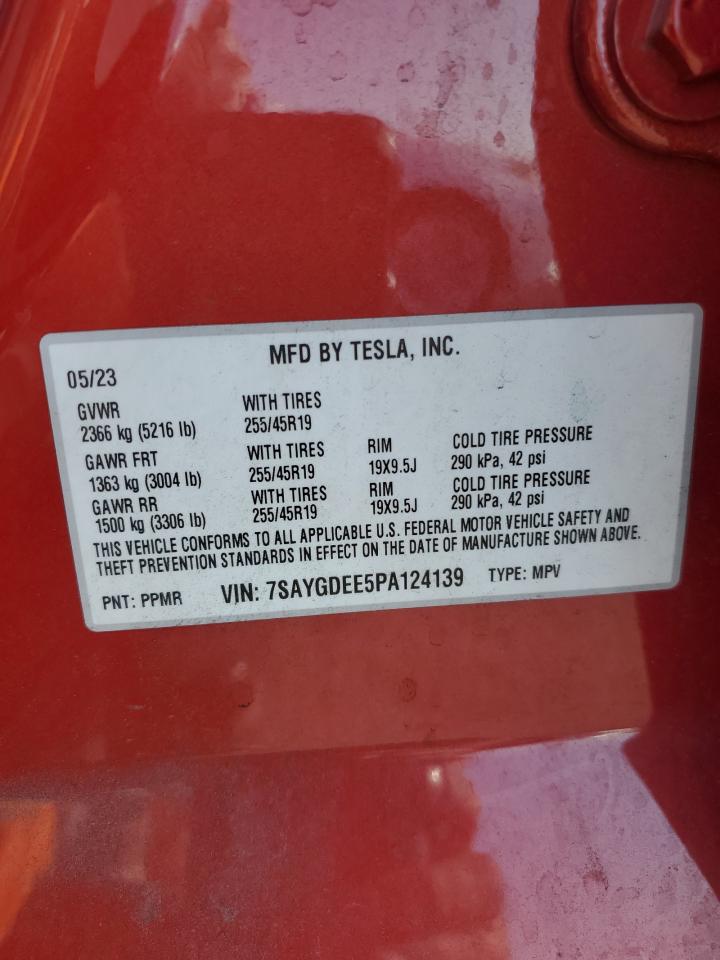 MFD BY TESLA, INC.
05/23
GVWR WITH TIRES
2366 kg (5216 lb) 255/45R19
GAWR FRT WITH TIRES RIM COLD TIRE PRESSURE
1363 kg (3004 lb) 255/45R19 19X9.5J 290 kPa, 42 psi
GAWR RR WITH TIRES RIM COLD TIRE PRESSURE
1500 kg (3306 lb) 255/45R19 19X9.5J 290 kPa, 42 psi
THIS VEHICLE CONFORMS TO ALL APPLICABLE U.S. FEDERAL MOTOR VEHICLE SAFETY AND
THEFT PREVENTION STANDARDS IN EFFECT ON THE DATE OF MANUFACTURE SHOWN ABOVE.
PNT: PPMR VIN: 7SAYGDEE5PA124139 TYPE: MPV